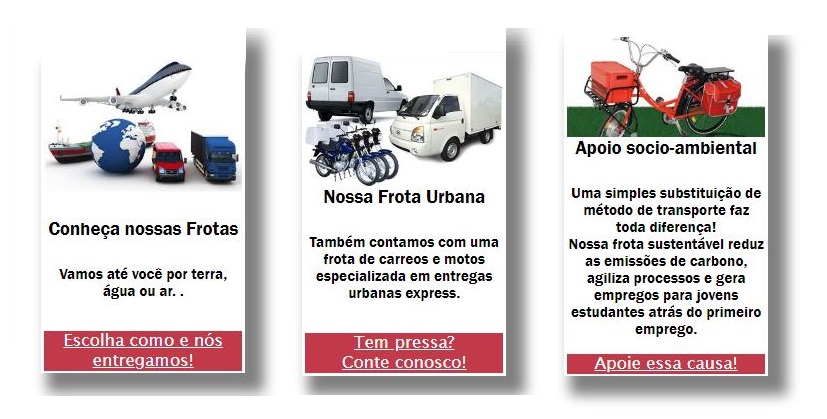 Conheça nossas Frotas
Vamos até você por terra,
água ou ar. .
Escolha como e nós
entregamos!
Nossa Frota Urbana
Também contamos com uma
frota de carreos e motos
especializada em entregas
urbanas express.
Tem pressa?
Conte conosco!
Apoio socio-ambiental
Uma simples substituição de
método de transporte faz
toda diferença!
Nossa frota sustentável reduz
as emissões de carbono,
agiliza processos e gera
empregos para jovens
estudantes atrás do primeiro
emprego.
Apoie essa causa!